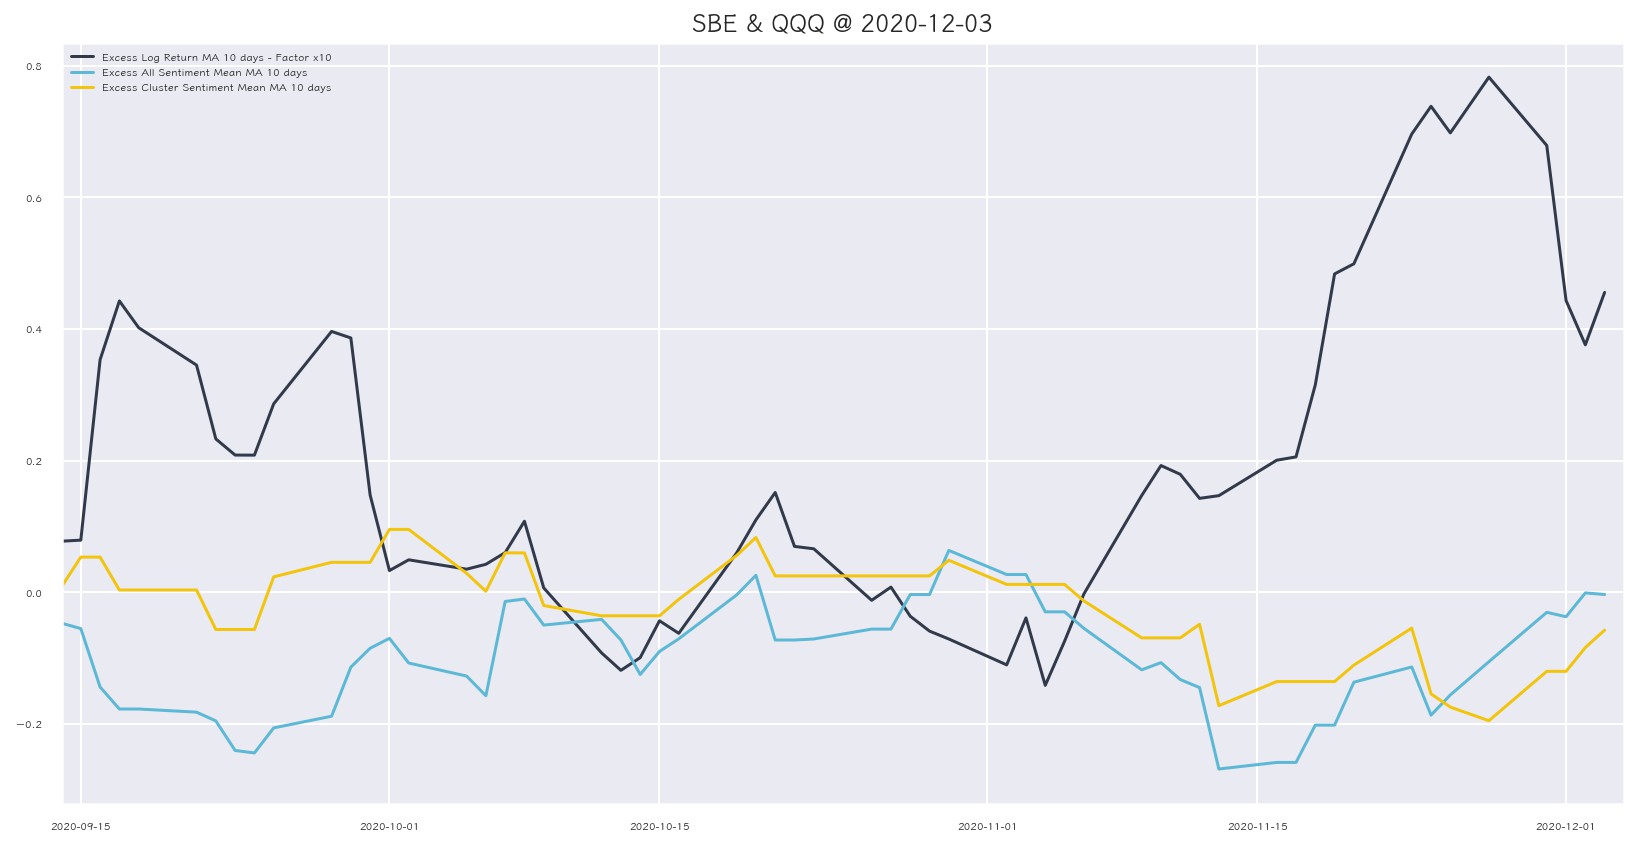 SBE & QQQ @ 2020-12-03
Excess Log Return MA 10 days - Factor x10
Excess All Sentiment Mean MA 10 days
Excess Cluster Sentiment Mean MA 10 days
0.8
0.6
0.4
0.2
0.0
−0.2
2020-09-15 2020-10-01 2020-10-15 2020-11-01 2020-11-15 2020-12-01